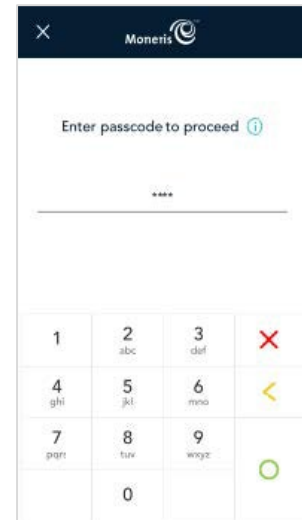 Moneris
Enter passcode to proceed
****
1
2
abc
3
def
4
ghi
5
jkl
6
mno
7
pqrs
8
tuv
9
wxyz
0